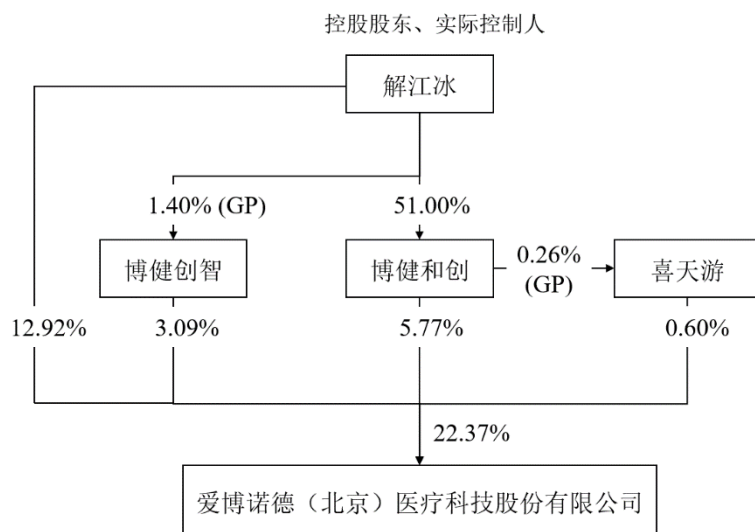 控股股东、实际控制人
解江冰
1.40% (GP)
51.00%
博健创智
博健和创
0.26%
(GP)
喜天游
12.92%
3.09%
5.77%
0.60%
22.37%
爱博诺德（北京）医疗科技股份有限公司